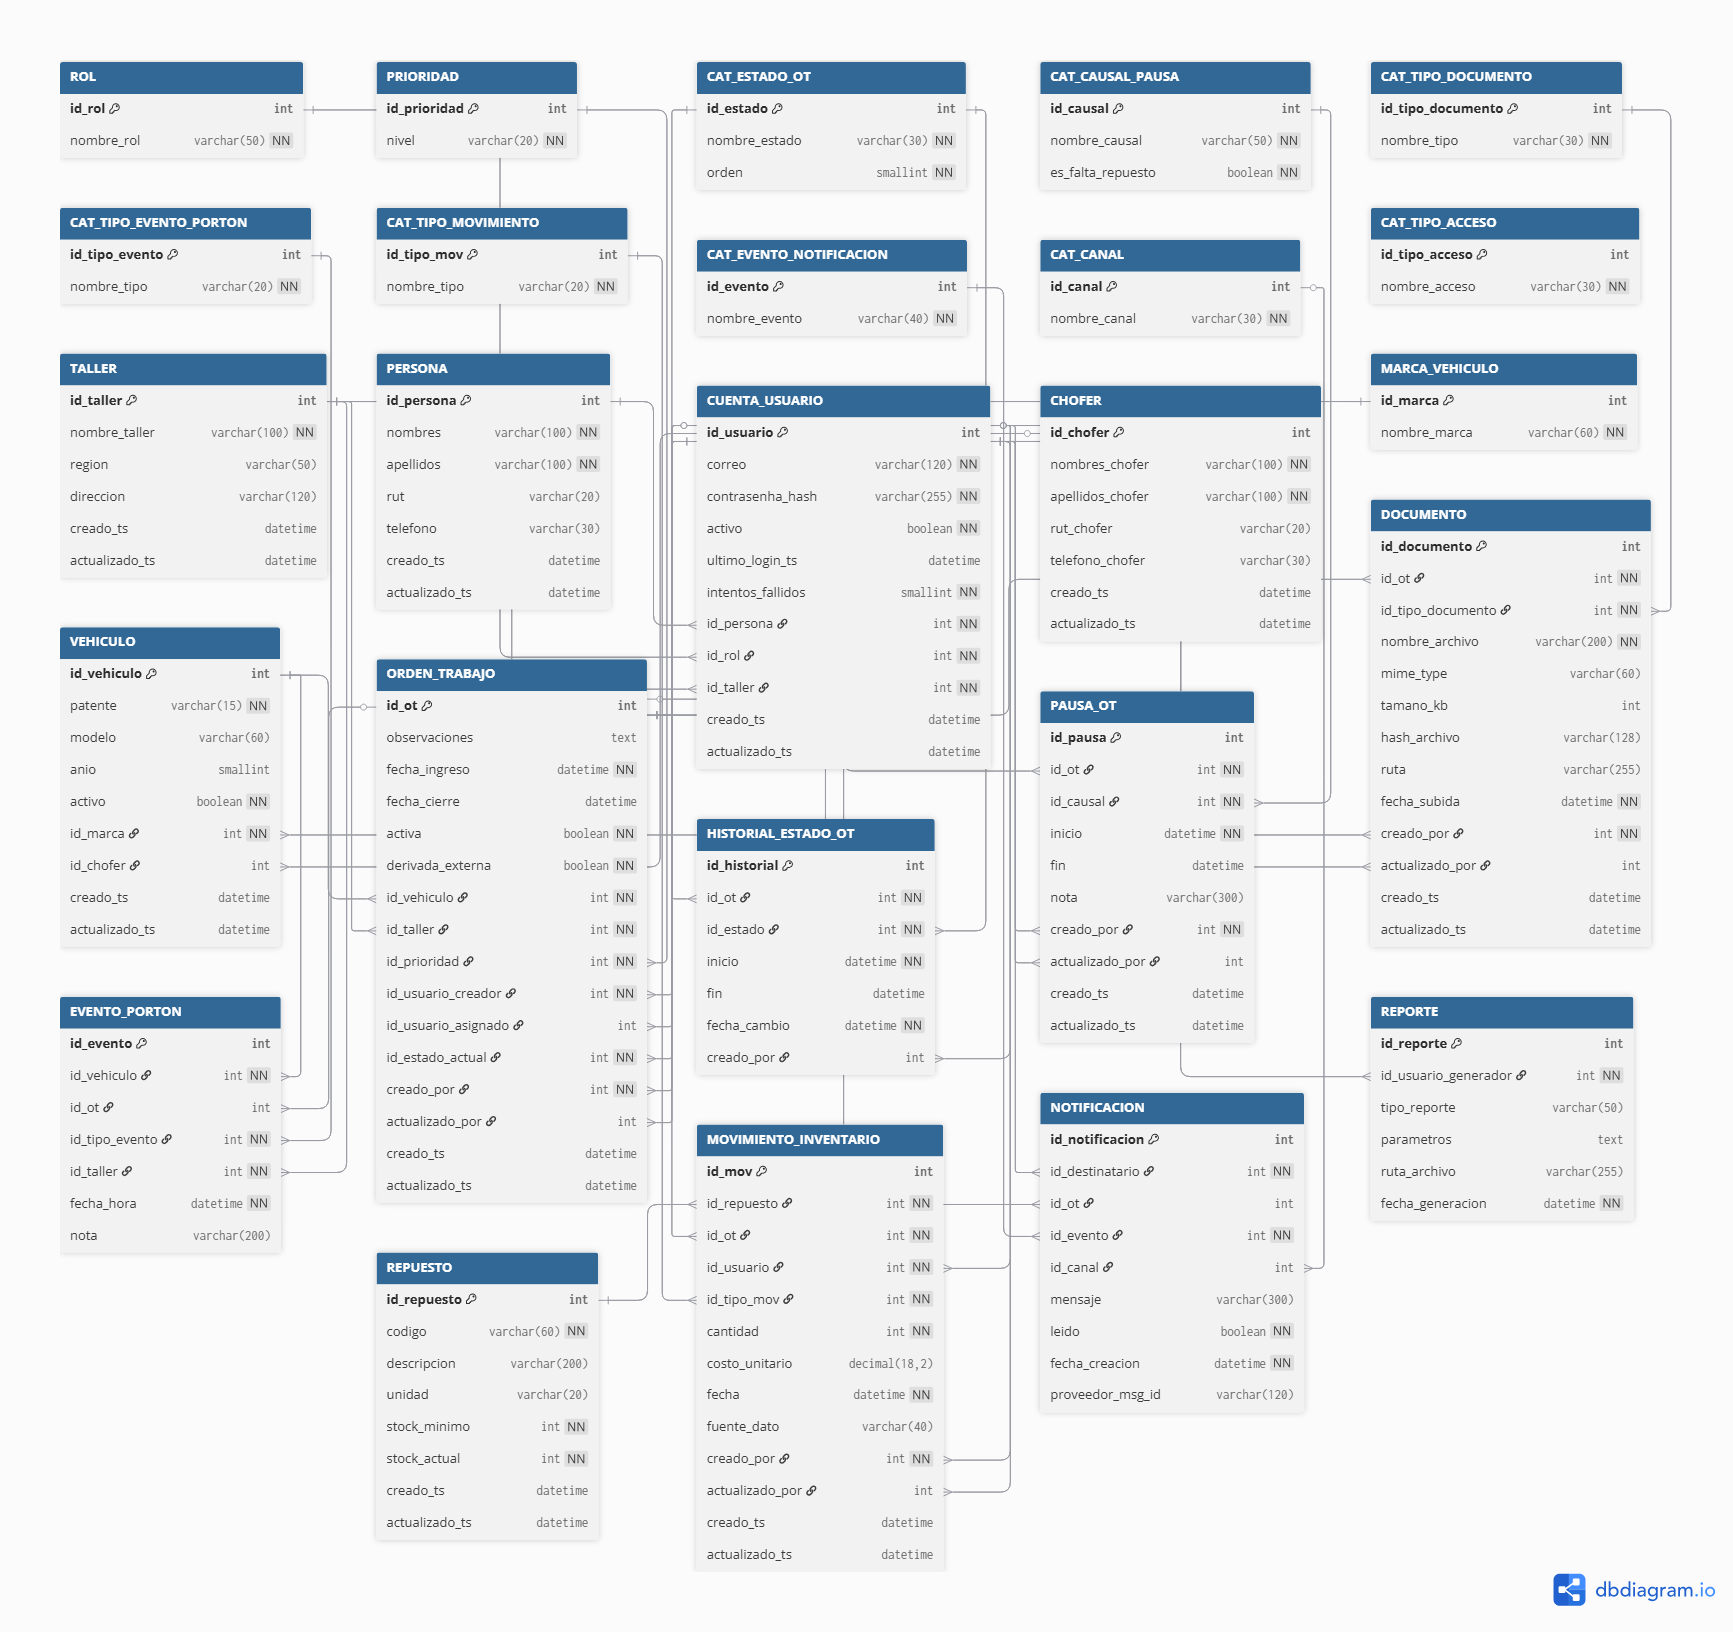 ROL
id_rol int
nombre_rol varchar(50) NN
PRIORIDAD
id_prioridad int
nivel varchar(20) NN
CAT_ESTADO_OT
id_estado int
nombre_estado varchar(30) NN
orden smallint NN
CAT_CAUSAL_PAUSA
id_causal int
nombre_causal varchar(50) NN
es_falta_repuesto boolean NN
CAT_TIPO_DOCUMENTO
id_tipo_documento int
nombre_tipo varchar(30) NN
CAT_TIPO_EVENTO_PORTON
id_tipo_evento int
nombre_tipo varchar(20) NN
CAT_TIPO_MOVIMIENTO
id_tipo_mov int
nombre_tipo varchar(20) NN
CAT_EVENTO_NOTIFICACION
id_evento int
nombre_evento varchar(40) NN
CAT_CANAL
id_canal int
nombre_canal varchar(30) NN
CAT_TIPO_ACCESO
id_tipo_acceso int
nombre_acceso varchar(30) NN
TALLER
id_taller int
nombre_taller varchar(100) NN
region varchar(50)
direccion varchar(120)
creado_ts datetime
actualizado_ts datetime
PERSONA
id_persona int
nombres varchar(100) NN
apellidos varchar(100) NN
rut varchar(20)
telefono varchar(30)
creado_ts datetime
actualizado_ts datetime
CUENTA_USUARIO
id_usuario int
correo varchar(120) NN
contrasenha_hash varchar(255) NN
activo boolean NN
ultimo_login_ts datetime
intentos_fallidos smallint NN
id_persona int NN
id_rol int NN
id_taller int NN
creado_ts datetime
actualizado_ts datetime
CHOFER
id_chofer int
nombres_chofer varchar(100) NN
apellidos_chofer varchar(100) NN
rut_chofer varchar(20)
telefono_chofer varchar(30)
creado_ts datetime
actualizado_ts datetime
MARCA_VEHICULO
id_marca int
nombre_marca varchar(60) NN
DOCUMENTO
id_documento int
id_ot int NN
id_tipo_documento int NN
nombre_archivo varchar(200) NN
mime_type varchar(60)
tamano_kb int
hash_archivo varchar(128)
ruta varchar(255)
fecha_subida datetime NN
creado_por int NN
actualizado_por int
creado_ts datetime
actualizado_ts datetime
VEHICULO
id_vehiculo int
patente varchar(15) NN
modelo varchar(60)
anio smallint
activo boolean NN
id_marca int NN
id_chofer int
creado_ts datetime
actualizado_ts datetime
ORDEN_TRABAJO
id_ot int
observaciones text
fecha_ingreso datetime NN
fecha_cierre datetime
activa boolean NN
derivada_externa boolean NN
id_vehiculo int NN
id_taller int NN
id_prioridad int NN
id_usuario_creador int NN
id_usuario_asignado int
id_estado_actual int NN
creado_por int NN
actualizado_por int
creado_ts datetime
actualizado_ts datetime
PAUSA_OT
id_pausa int
id_ot int NN
id_causal int NN
inicio datetime NN
fin datetime
nota varchar(300)
creado_por int NN
actualizado_por int
creado_ts datetime
actualizado_ts datetime
HISTORIAL_ESTADO_OT
id_historial int
id_ot int NN
id_estado int NN
inicio datetime NN
fin datetime
fecha_cambio datetime NN
creado_por int
EVENTO_PORTON
id_evento int
id_vehiculo int NN
id_ot int
id_tipo_evento int NN
id_taller int NN
fecha_hora datetime NN
nota varchar(200)
REPORTE
id_reporte int
id_usuario_generador int NN
tipo_reporte varchar(50)
parametros text
ruta_archivo varchar(255)
fecha_generacion datetime NN
NOTIFICACION
id_notificacion int
id_destinatario int NN
id_ot int
id_evento int NN
id_canal int
mensaje varchar(300)
leido boolean NN
fecha_creacion datetime NN
proveedor_msg_id varchar(120)
MOVIMIENTO_INVENTARIO
id_mov int
id_repuesto int NN
id_ot int NN
id_usuario int NN
id_tipo_mov int NN
cantidad int NN
costo_unitario decimal(18,2)
fecha datetime NN
fuente_dato varchar(40)
creado_por int NN
actualizado_por int
creado_ts datetime
actualizado_ts datetime
REPUESTO
id_repuesto int
codigo varchar(60) NN
descripcion varchar(200)
unidad varchar(20)
stock_minimo int NN
stock_actual int NN
creado_ts datetime
actualizado_ts datetime
dbdiagram.io